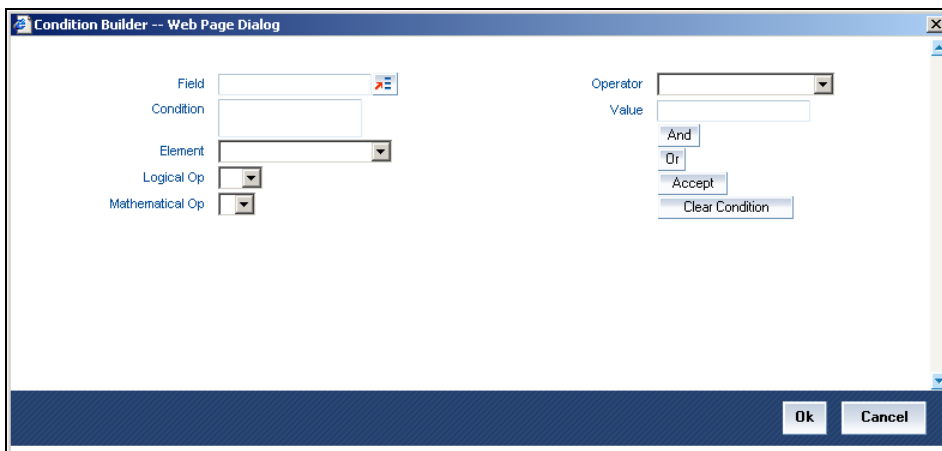 Condition Builder -- Web Page Dialog
Field
Condition
Element
Logical Op
Mathematical Op
Operator
Value
And
Or
Accept
Clear Condition
Ok
Cancel